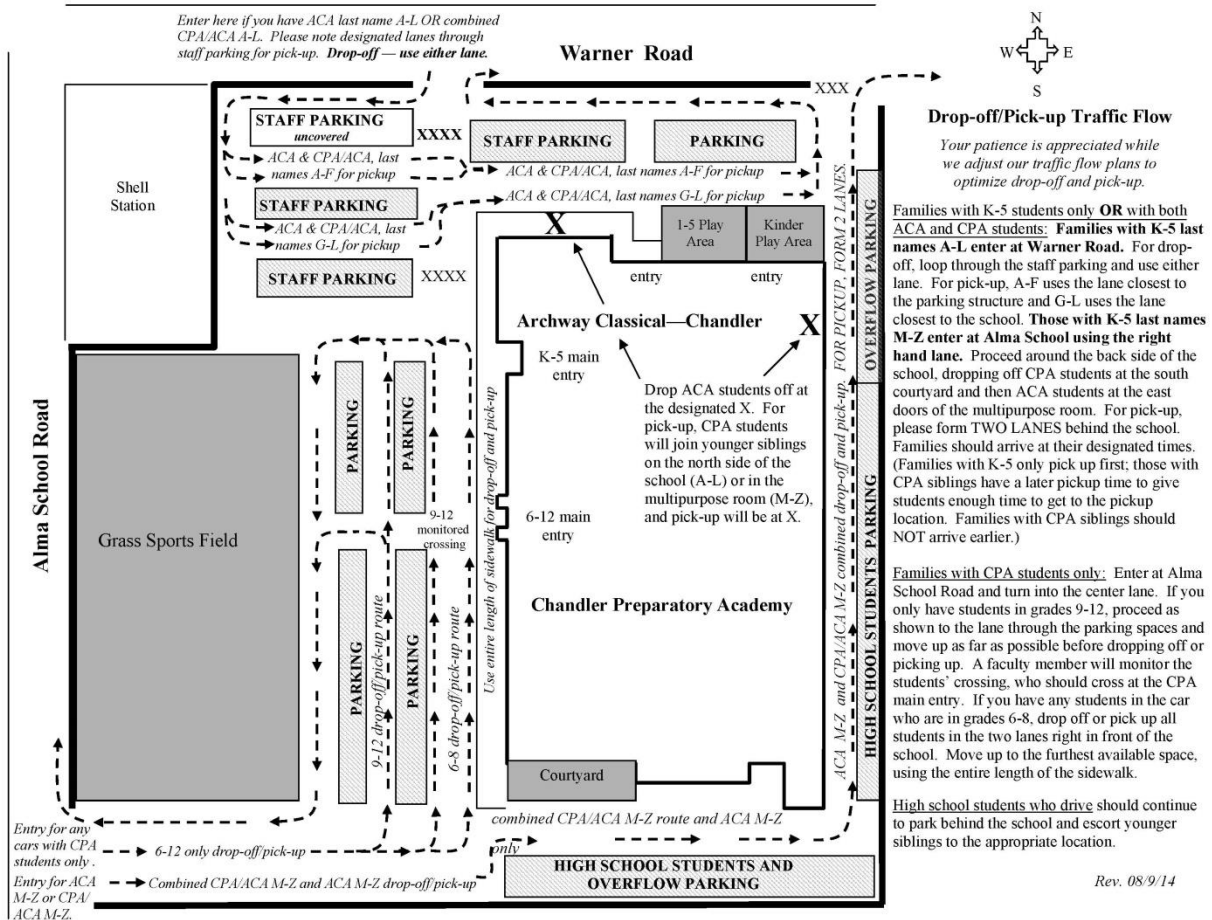 Enter here if you have ACA last name A-L OR combined
CPA/ACA A-L. Please note designated lanes through
staff parking for pick-up. Drop-off — use either lane.
Warner Road
N
W E
S
XXX
STAFF PARKING
uncovered
XXXX
STAFF PARKING
PARKING
ACA & CPA/ACA, last
names A-F for pickup
ACA & CPA/ACA, last names A-F for pickup
Shell
Station
STAFF PARKING
ACA & CPA/ACA, last names G-L for pickup
ACA & CPA/ACA, last
names G-L for pickup
X
1-5 Play
Area
Kinder
Play Area
STAFF PARKING
XXXX
entry
entry
Archway Classical—Chandler
X
K-5 main
entry
Drop ACA students off at
the designated X. For
pick-up, CPA students
will join younger siblings
on the north side of the
school (A-L) or in the
multipurpose room (M-Z),
and pick-up will be at X.
Alma School Road
Grass Sports Field
PARKING
PARKING
9-12
monitored
crossing
6-12 main
entry
Chandler Preparatory Academy
PARKING
9-12 drop-off/pick-up route
PARKING
6-8 drop-off/pick-up route
Use entire length of sidewalk for drop-off and pick-up
Courtyard
ACA M-Z and CPA/ACA M-Z combined drop-off and pick-up. FOR PICKUP, FORM 2 LANES.
OVERFLOW PARKING
HIGH SCHOOL STUDENTS PARKING
combined CPA/ACA M-Z route and ACA M-Z
only
Entry for any
cars with CPA
students only .
6-12 only drop-off/pick-up
Entry for ACA
M-Z or CPA/
ACA M-Z.
Combined CPA/ACA M-Z and ACA M-Z drop-off/pick-up
HIGH SCHOOL STUDENTS AND
OVERFLOW PARKING
Drop-off/Pick-up Traffic Flow
Your patience is appreciated while
we adjust our traffic flow plans to
optimize drop-off and pick-up.
Families with K-5 students only OR with both
ACA and CPA students: Families with K-5 last
names A-L enter at Warner Road. For drop-
off, loop through the staff parking and use either
lane. For pick-up, A-F uses the lane closest to
the parking structure and G-L uses the lane
closest to the school. Those with K-5 last names
M-Z enter at Alma School using the right
hand lane. Proceed around the back side of the
school, dropping off CPA students at the south
courtyard and then ACA students at the east
doors of the multipurpose room. For pick-up,
please form TWO LANES behind the school.
Families should arrive at their designated times.
(Families with K-5 only pick up first; those with
CPA siblings have a later pickup time to give
students enough time to get to the pickup
location. Families with CPA siblings should
NOT arrive earlier.)
Families with CPA students only: Enter at Alma
School Road and turn into the center lane. If you
only have students in grades 9-12, proceed as
shown to the lane through the parking spaces and
move up as far as possible before dropping off or
picking up. A faculty member will monitor the
students' crossing, who should cross at the CPA
main entry. If you have any students in the car
who are in grades 6-8, drop off or pick up all
students in the two lanes right in front of the
school. Move up to the furthest available space,
using the entire length of the sidewalk.
High school students who drive should continue
to park behind the school and escort younger
siblings to the appropriate location.
Rev. 08/9/14